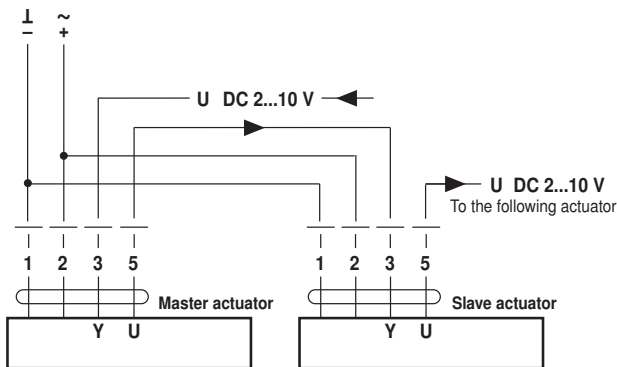 ⊥ ~
– +
U DC 2...10 V
U DC 2...10 V
To the following actuator
1 2 3 5 1 2 3 5
Master actuator Slave actuator
Y U Y U